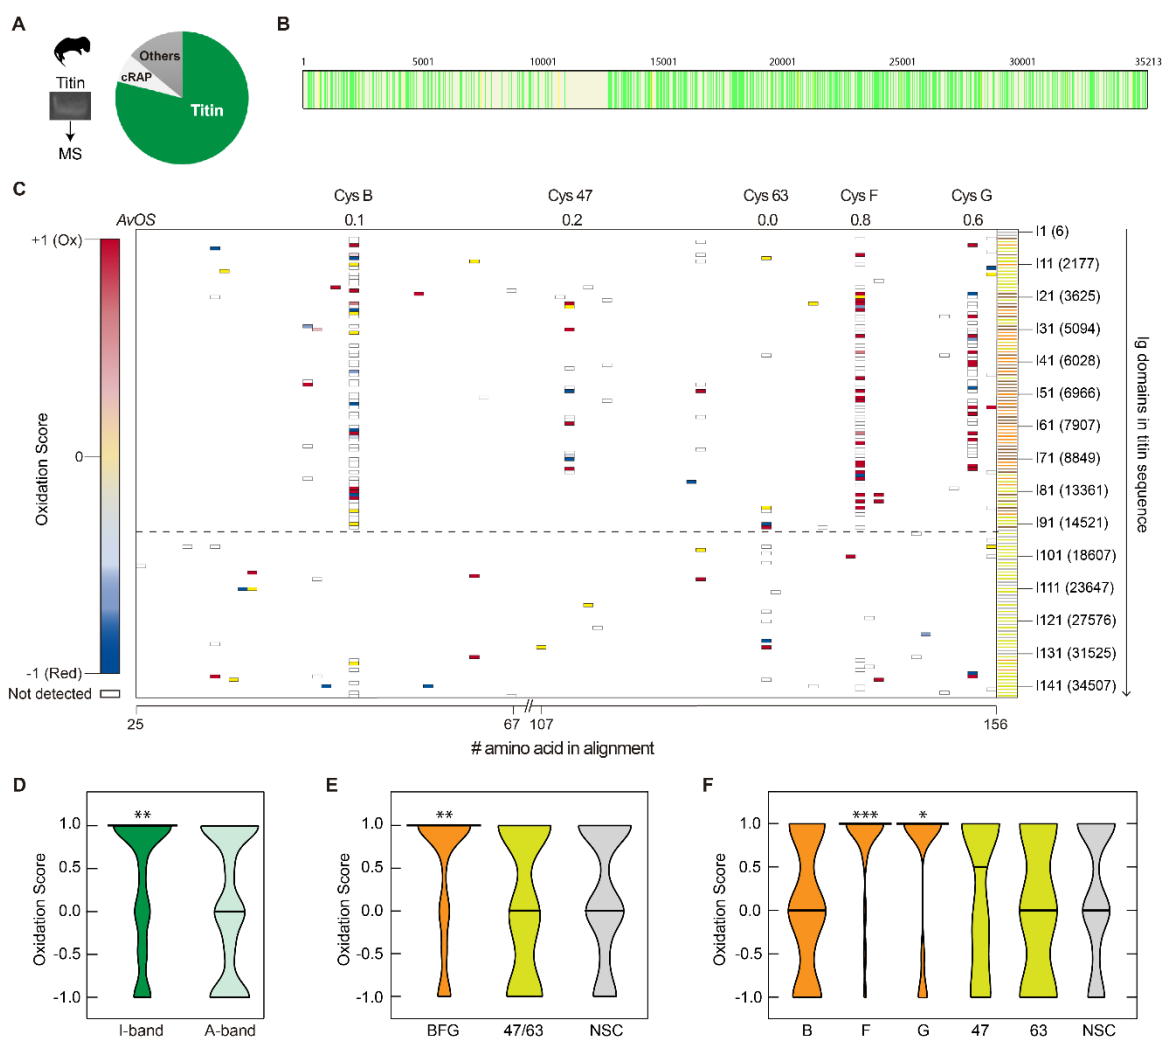 A
Titin
MS
Others
cRAP
Titin
B
1 5001 10001 15001 20001 25001 30001 35213
C
Cys B Cys 47 Cys 63 Cys F Cys G
AvOS 0.1 0.2 0.0 0.8 0.6
+1 (Ox)
0
-1 (Red)
Not detected
Oxidation Score
I1 (6)
I11 (2177)
I21 (3625)
I31 (5094)
I41 (6028)
I51 (6966)
I61 (7907)
I71 (8849)
I81 (13361)
I91 (14521)
I101 (18607)
I111 (23647)
I121 (27576)
I131 (31525)
I141 (34507)
Ig domains in titin sequence
25 67 // 107 156
# amino acid in alignment
D
**
Oxidation Score
1.0
0.5
0.0
-0.5
-1.0
I-band A-band
E
**
Oxidation Score
1.0
0.5
0.0
-0.5
-1.0
BFG 47/63 NSC
F
*** *
Oxidation Score
1.0
0.5
0.0
-0.5
-1.0
B F G 47 63 NSC